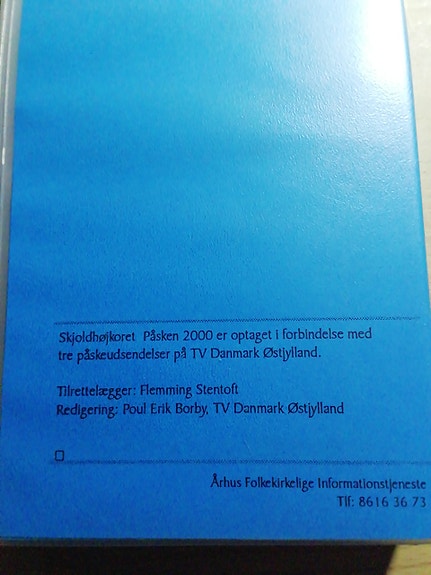 Skjoldhøjkoret Påsken 2000 er optaget i forbindelse med
tre påskeudsendelser på TV Danmark Østjylland.
Tilrettelægger: Flemming Stentoft
Redigering: Poul Erik Borby, TV Danmark Østjylland
Århus Folkekirkelige Informationstjeneste
Tlf: 8616 36 73